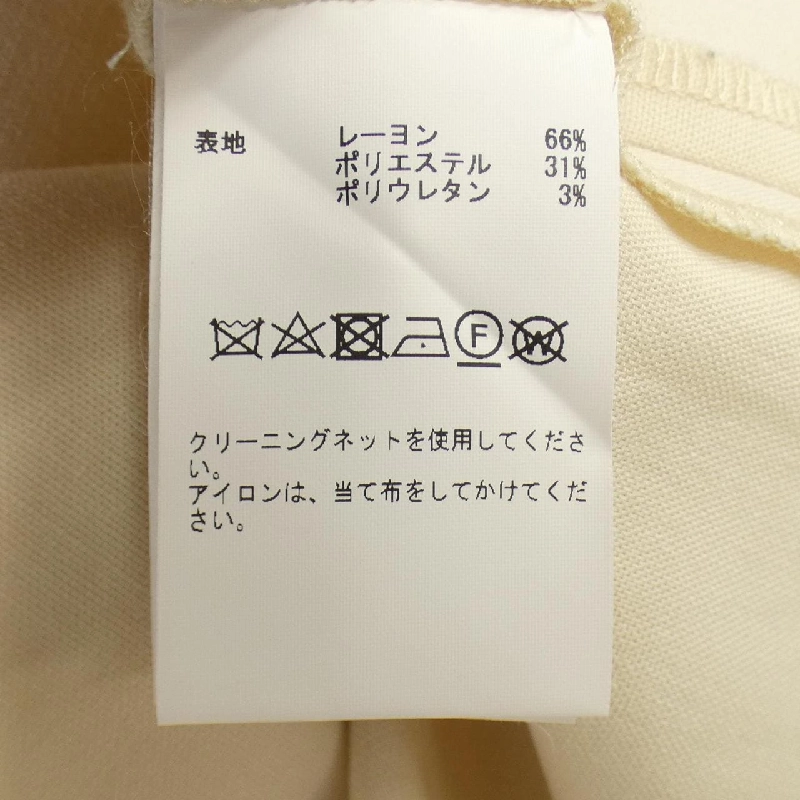 表地 レーヨン 66%
ポリエステル 31%
ポリウレタン 3%
F W
クリーニングネットを使用してくださ
い。
アイロンは、当て布をしてかけてくだ
さい。